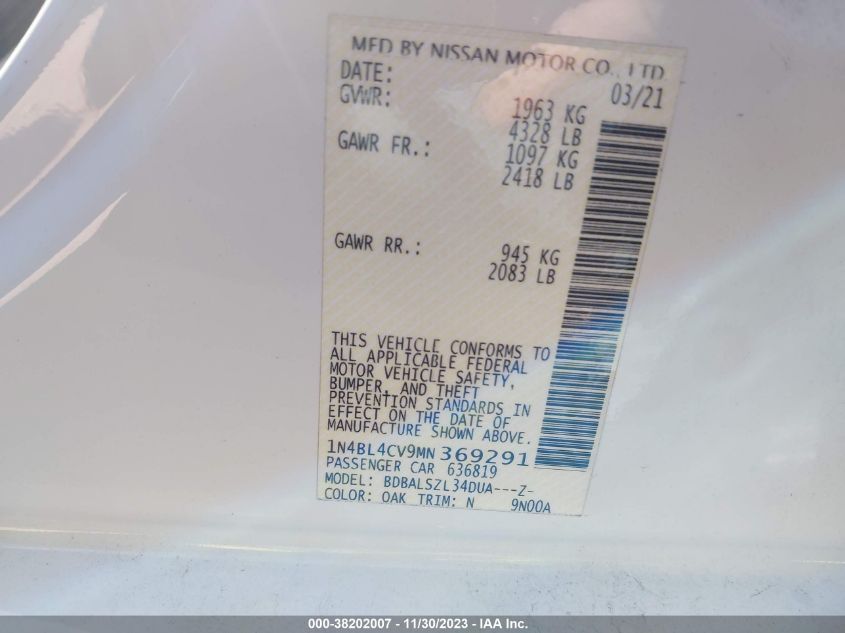 MFD BY NISSAN MOTOR CO., LTD
DATE: 03/21
GVWR: 1963 KG
4328 LB
GAWR FR.: 1097 KG
2418 LB
GAWR RR.: 945 KG
2083 LB
THIS VEHICLE CONFORMS TO
ALL APPLICABLE FEDERAL
MOTOR VEHICLE SAFETY,
BUMPER, AND THEFT
PREVENTION STANDARDS IN
EFFECT ON THE DATE OF
MANUFACTURE SHOWN ABOVE.
1N4BL4CV9MN 369291
PASSENGER CAR 636819
MODEL: BDBALSZL34DUA---Z-
COLOR: QAK TRIM: N 9N00A
000-38202007 - 11/30/2023 - IAA Inc.